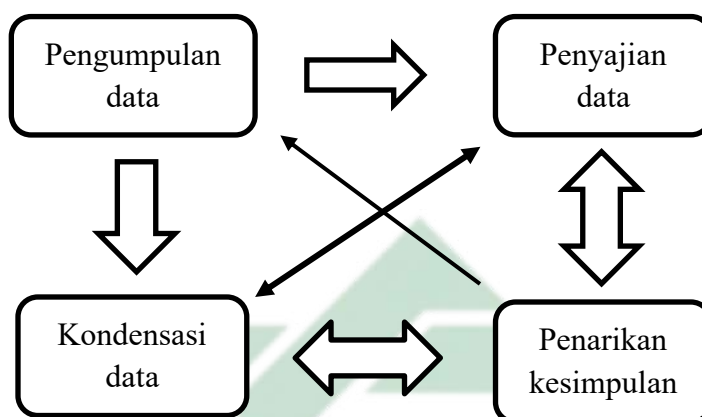 Pengumpulan
data
Penyajian
data
Kondensasi
data
Penarikan
kesimpulan